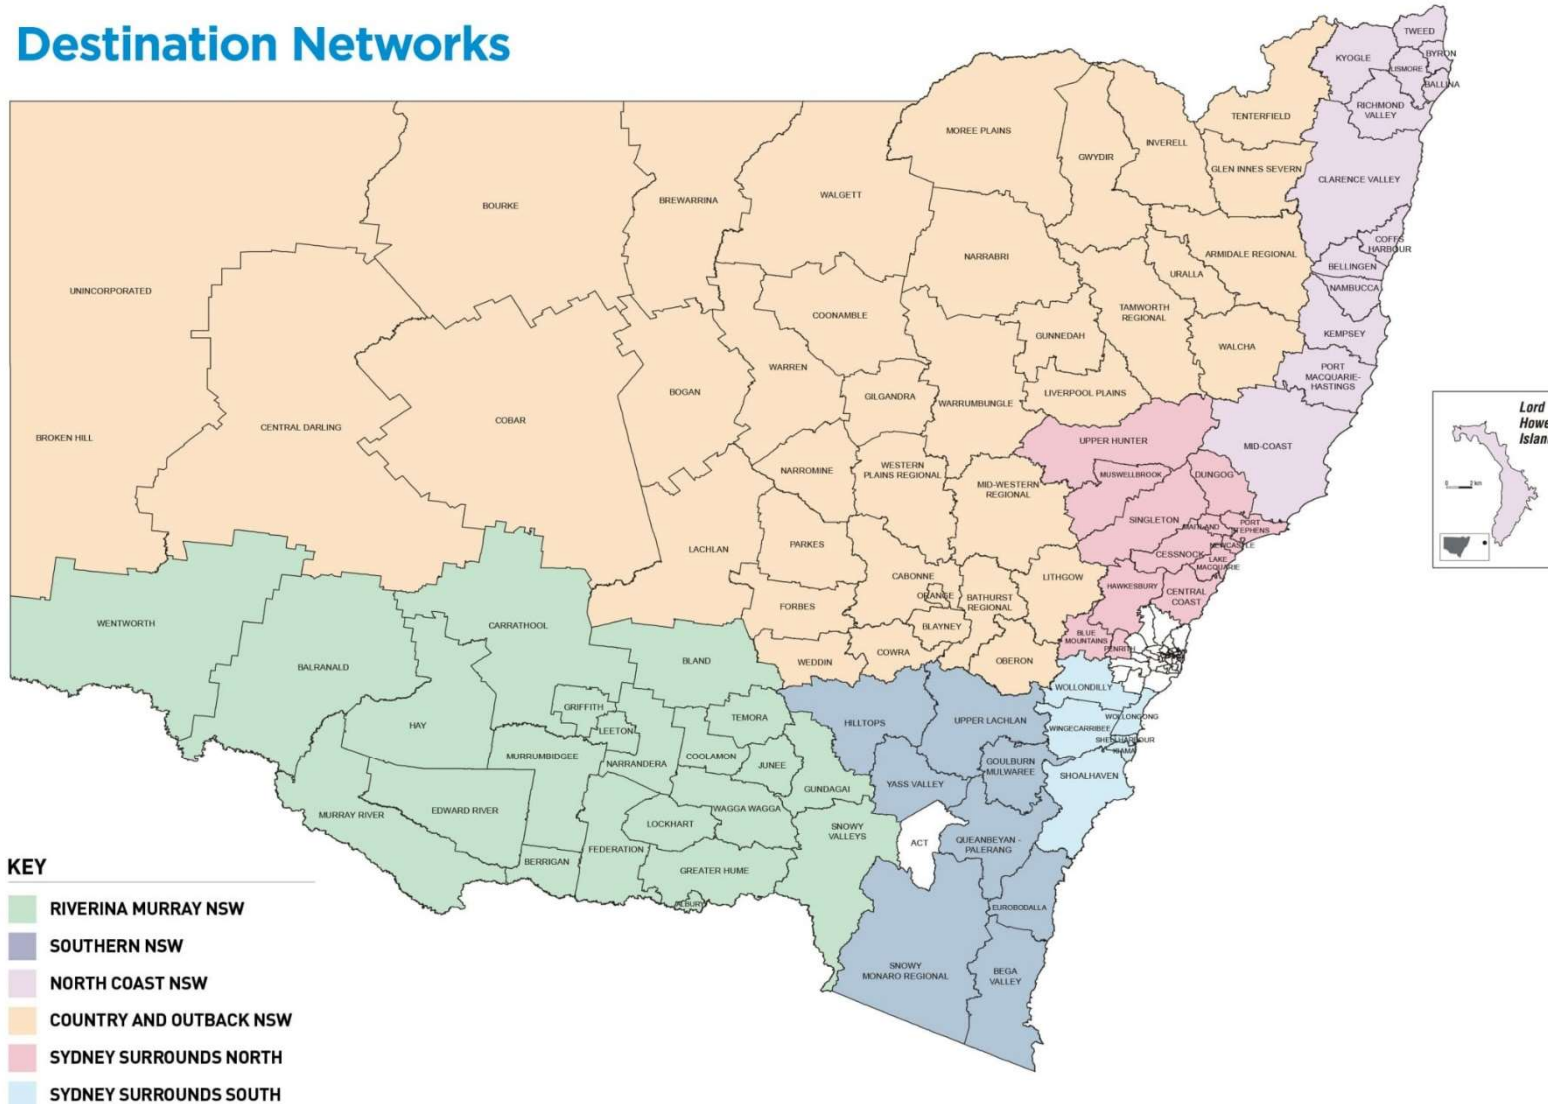 Destination Networks
TWEED
KYOGLE
BYRON
LISMORE
BALLINA
RICHMOND
VALLEY
TENTERFIELD
MOREE PLAINS
INVERELL
GWYDIR
GLEN INNES SEVERN
CLARENCE VALLEY
WALGETT
BREWARRINA
BOURKE
COFFS
HARBOUR
ARMIDALE REGIONAL
NARRABRI
BELLINGEN
URALLA
UNINCORPORATED
NAMBUCCA
TAMWORTH
REGIONAL
COONAMBLE
GUNNEDAH
KEMPSEY
WALCHA
WARREN
PORT
MACQUARIE-
HASTINGS
BOGAN
GILGANDRA
LIVERPOOL PLAINS
WARRUMBUNGLE
Lord
Howe
Islan
COBAR
CENTRAL DARLING
BROKEN HILL
UPPER HUNTER
MID-COAST
NARROMINE
WESTERN
PLAINS REGIONAL
MUSWELLBROOK
DUNGOG
MID-WESTERN
REGIONAL
SINGLETON
MAITLAND
PORT
STEPHENS
PARKES
LACHLAN
NEWCASTLE
CESSNOCK
LAKE
MACQUARIE
CABONNE
LITHGOW
HAWKESBURY
CENTRAL
COAST
ORANGE
BATHURST
REGIONAL
FORBES
BLAYNEY
WENTWORTH
CARRATHOOL
BLUE
MOUNTAINS
PENRITH
COWRA
OBERON
WEDDIN
BLAND
BALRANALD
WOLLONDILLY
GRIFFITH
TEMORA
HILLTOPS
UPPER LACHLAN
WOLLONGONG
HAY
LEETON
WINGECARRIBEE
SHELLHARBOUR
KIAMA
MURRUMBIDGEE
NARRANDERA
COOLAMON
JUNEE
GOULBURN
MULWAREE
SHOALHAVEN
YASS VALLEY
GUNDAGAI
EDWARD RIVER
MURRAY RIVER
WAGGA WAGGA
LOCKHART
SNOWY
VALLEYS
ACT
QUEANBEYAN -
PALERANG
FEDERATION
BERRIGAN
GREATER HUME
ALBURY
EUROBODALLA
SNOWY
MONARO REGIONAL
BEGA
VALLEY
KEY
RIVERINA MURRAY NSW
SOUTHERN NSW
NORTH COAST NSW
COUNTRY AND OUTBACK NSW
SYDNEY SURROUNDS NORTH
SYDNEY SURROUNDS SOUTH